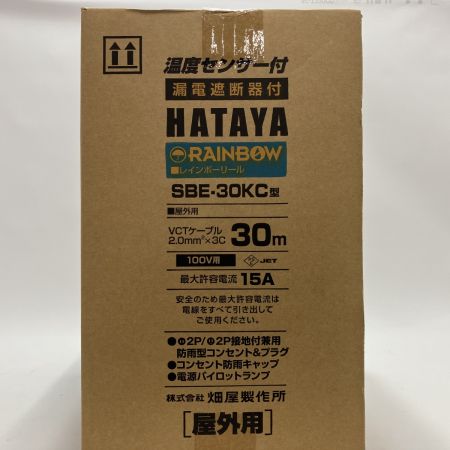 温度センサー付
漏電遮断器付
HATAYA
RAINBOW
■レインボーリール
SBE-30KC型
■屋外用
VCTケーブル
2.0mm²×3C 30m
100V用 PSE JET
最大許容電流 15A
安全のため最大許容電流は
電線をすべて引き出して
ご使用ください。
●2P/2P接地付兼用
防雨型コンセント&プラグ
●コンセント防雨キャップ
●電源パイロットランプ
株式会社 畑屋製作所
[屋外用]